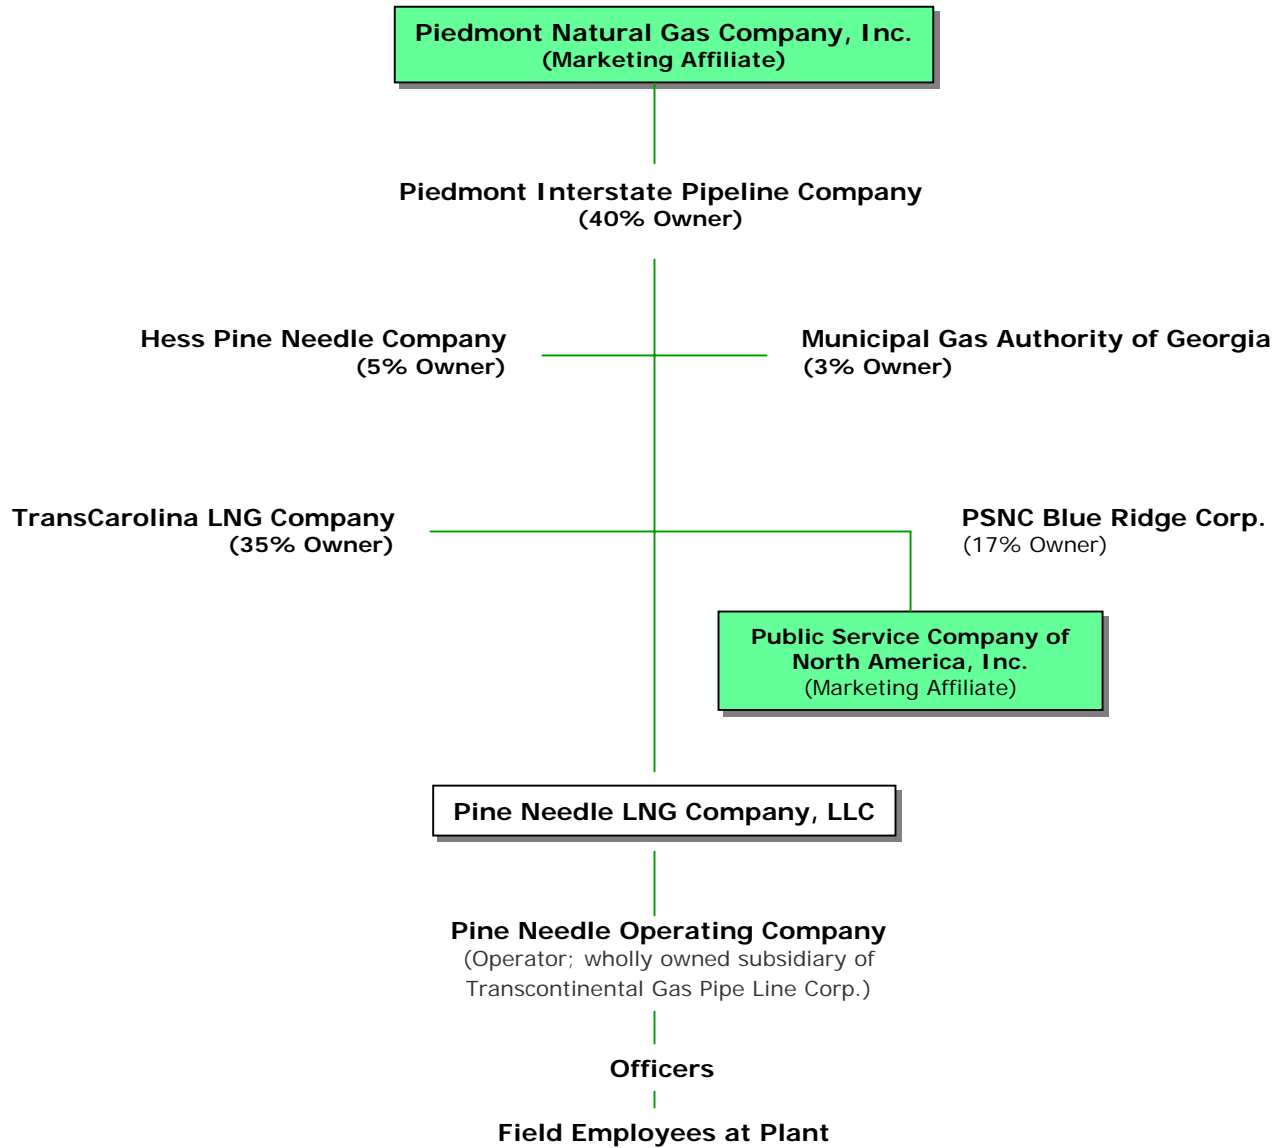 Piedmont Natural Gas Company, Inc.
(Marketing Affiliate)
Piedmont Interstate Pipeline Company
(40% Owner)
Hess Pine Needle Company
(5% Owner)
Municipal Gas Authority of Georgia
(3% Owner)
TransCarolina LNG Company
(35% Owner)
PSNC Blue Ridge Corp.
(17% Owner)
Public Service Company of
North America, Inc.
(Marketing Affiliate)
Pine Needle LNG Company, LLC
Pine Needle Operating Company
(Operator; wholly owned subsidiary of
Transcontinental Gas Pipe Line Corp.)
Officers
Field Employees at Plant